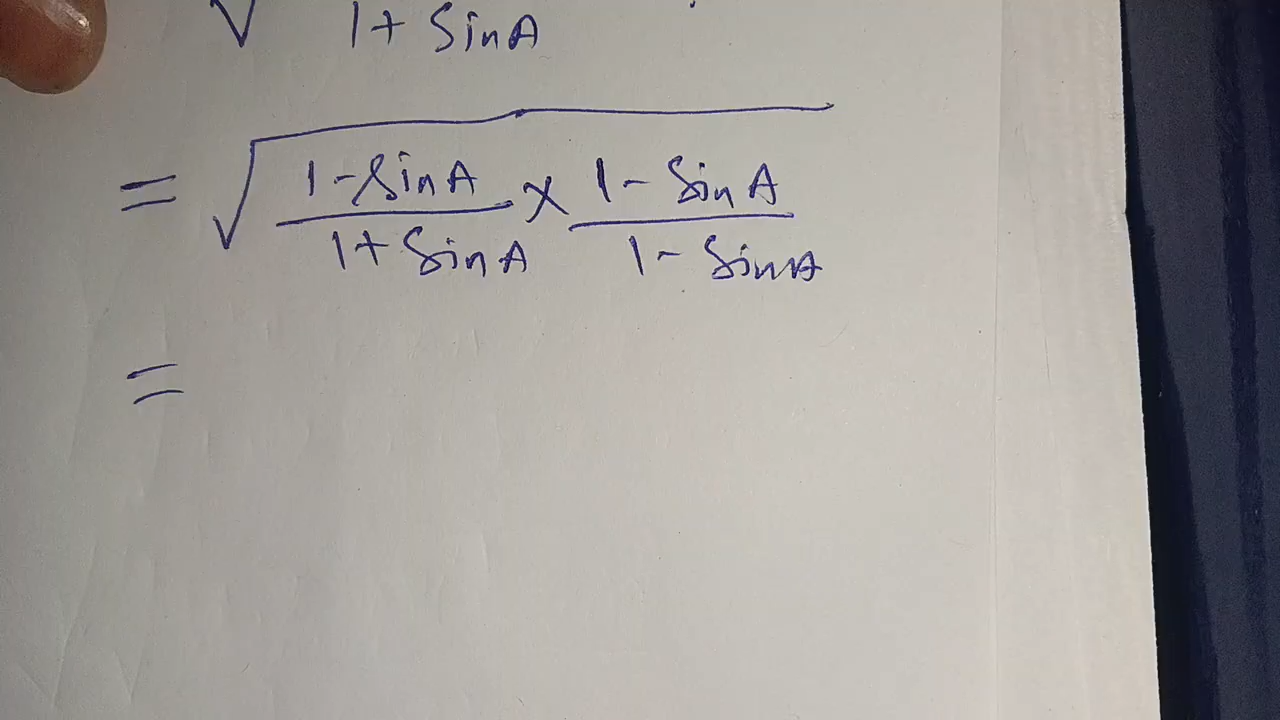 √ 1 + SinA
= √ (1 - SinA / 1 + SinA) × (1 - SinA / 1 - SinA)
=